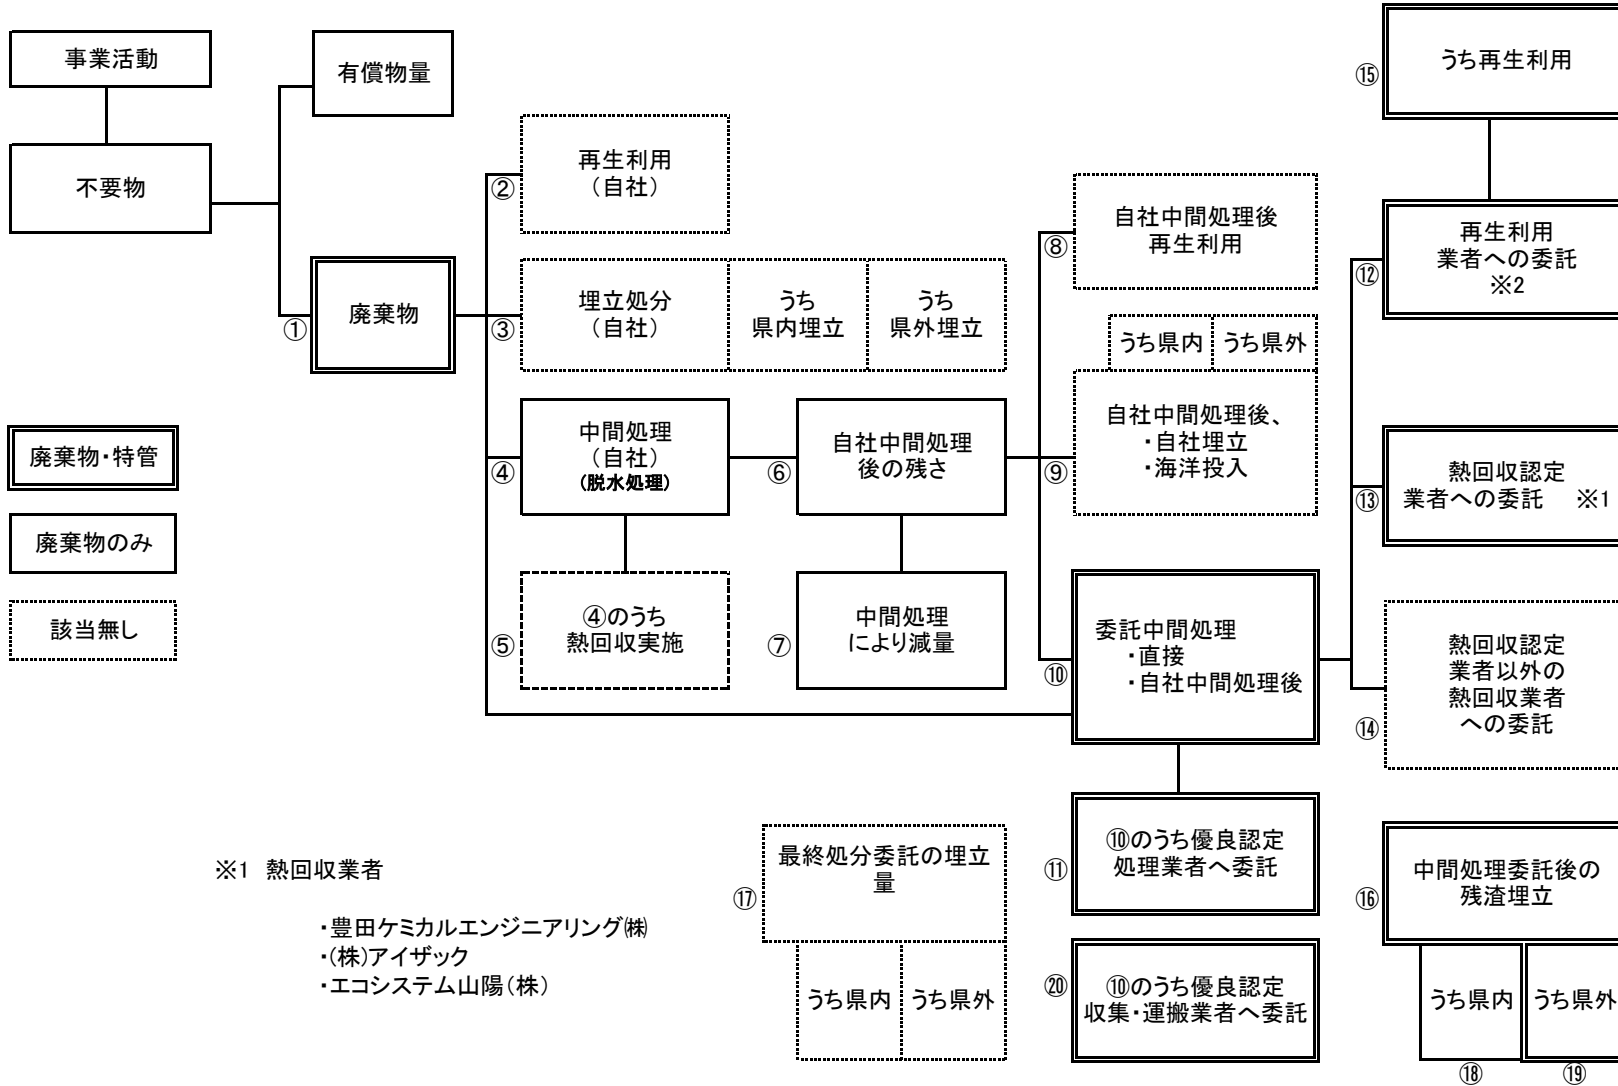 事業活動
不要物
有償物量
①
廃棄物
②
再生利用
（自社）
③
埋立処分
（自社）
うち
県内埋立
うち
県外埋立
④
中間処理
（自社）
(脱水処理)
⑤
④のうち
熱回収実施
⑥
自社中間処理
後の残さ
⑦
中間処理
により減量
⑧
自社中間処理後
再生利用
うち県内
うち県外
⑨
自社中間処理後、
・自社埋立
・海洋投入
⑩
委託中間処理
・直接
・自社中間処理後
⑪
⑩のうち優良認定
処理業者へ委託
⑳
⑩のうち優良認定
収集・運搬業者へ委託
⑮
うち再生利用
⑫
再生利用
業者への委託
※2
⑬
熱回収認定
業者への委託 ※1
⑭
熱回収認定
業者以外の
熱回収業者
への委託
⑯
中間処理委託後の
残渣埋立
うち県内
うち県外
⑱
⑲
⑰
最終処分委託の埋立
量
うち県内
うち県外
廃棄物・特管
廃棄物のみ
該当無し
※1 熱回収業者
・豊田ケミカルエンジニアリング㈱
・(株)アイザック
・エコシステム山陽（株）